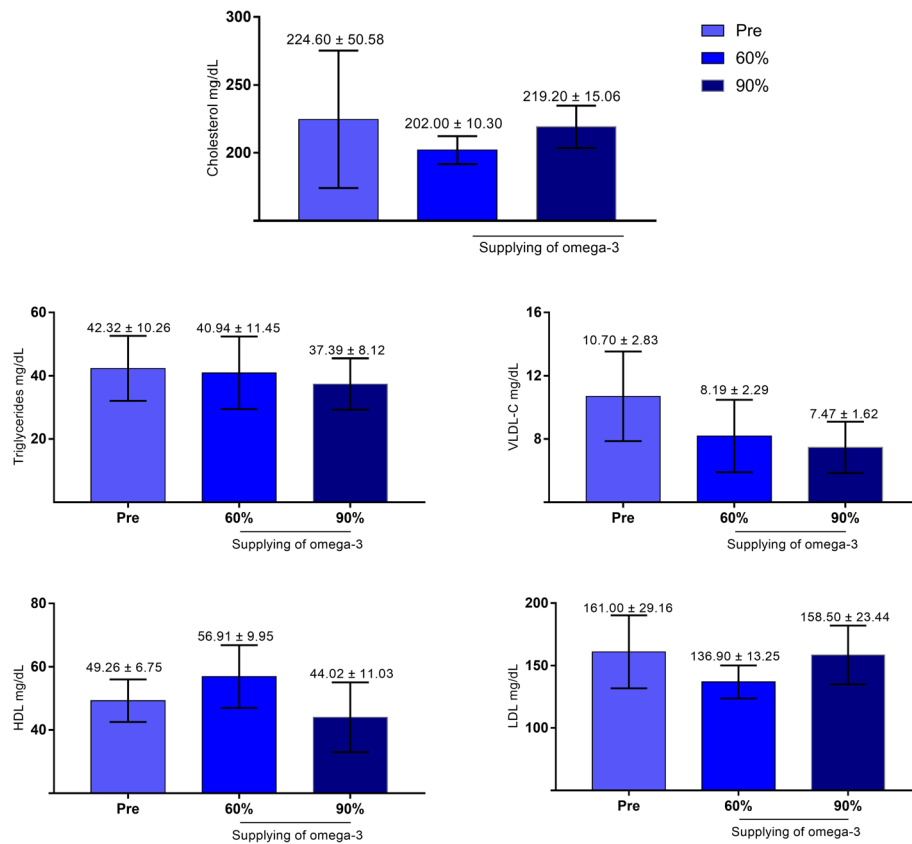 300
250
200
Cholesterol mg/dL
224.60 ± 50.58
202.00 ± 10.30
219.20 ± 15.06
Supplying of omega-3
Pre
60%
90%
60
40
20
Triglycerides mg/dL
42.32 ± 10.26
40.94 ± 11.45
37.39 ± 8.12
Pre 60% 90%
Supplying of omega-3
16
12
8
VLDL-C mg/dL
10.70 ± 2.83
8.19 ± 2.29
7.47 ± 1.62
Pre 60% 90%
Supplying of omega-3
80
60
40
HDL mg/dL
49.26 ± 6.75
56.91 ± 9.95
44.02 ± 11.03
Pre 60% 90%
Supplying of omega-3
200
150
100
LDL mg/dL
161.00 ± 29.16
136.90 ± 13.25
158.50 ± 23.44
Pre 60% 90%
Supplying of omega-3